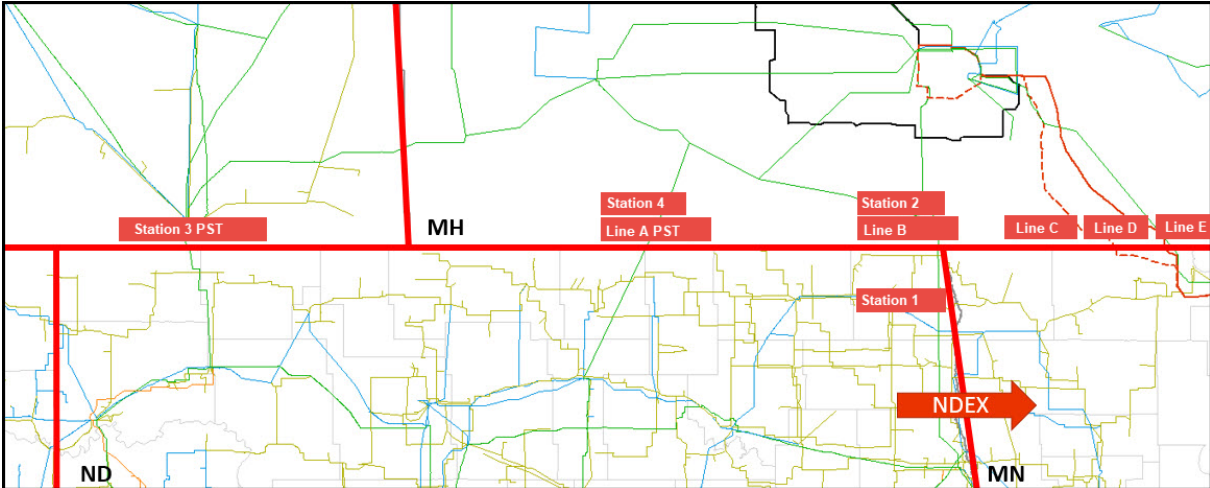 Station 4
Station 2
Station 3 PST
MH
Line A PST
Line B
Line C
Line D
Line E
Station 1
NDEX
ND
MN